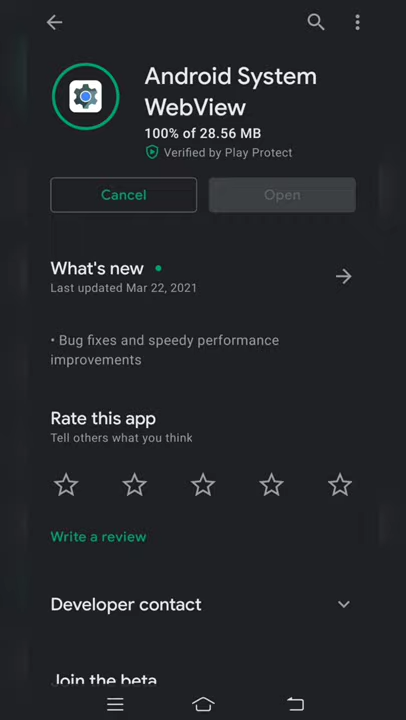 Android System
WebView
100% of 28.56 MB
Verified by Play Protect
Cancel
Open
What's new
Last updated Mar 22, 2021
• Bug fixes and speedy performance
improvements
Rate this app
Tell others what you think
Write a review
Developer contact
Join the beta